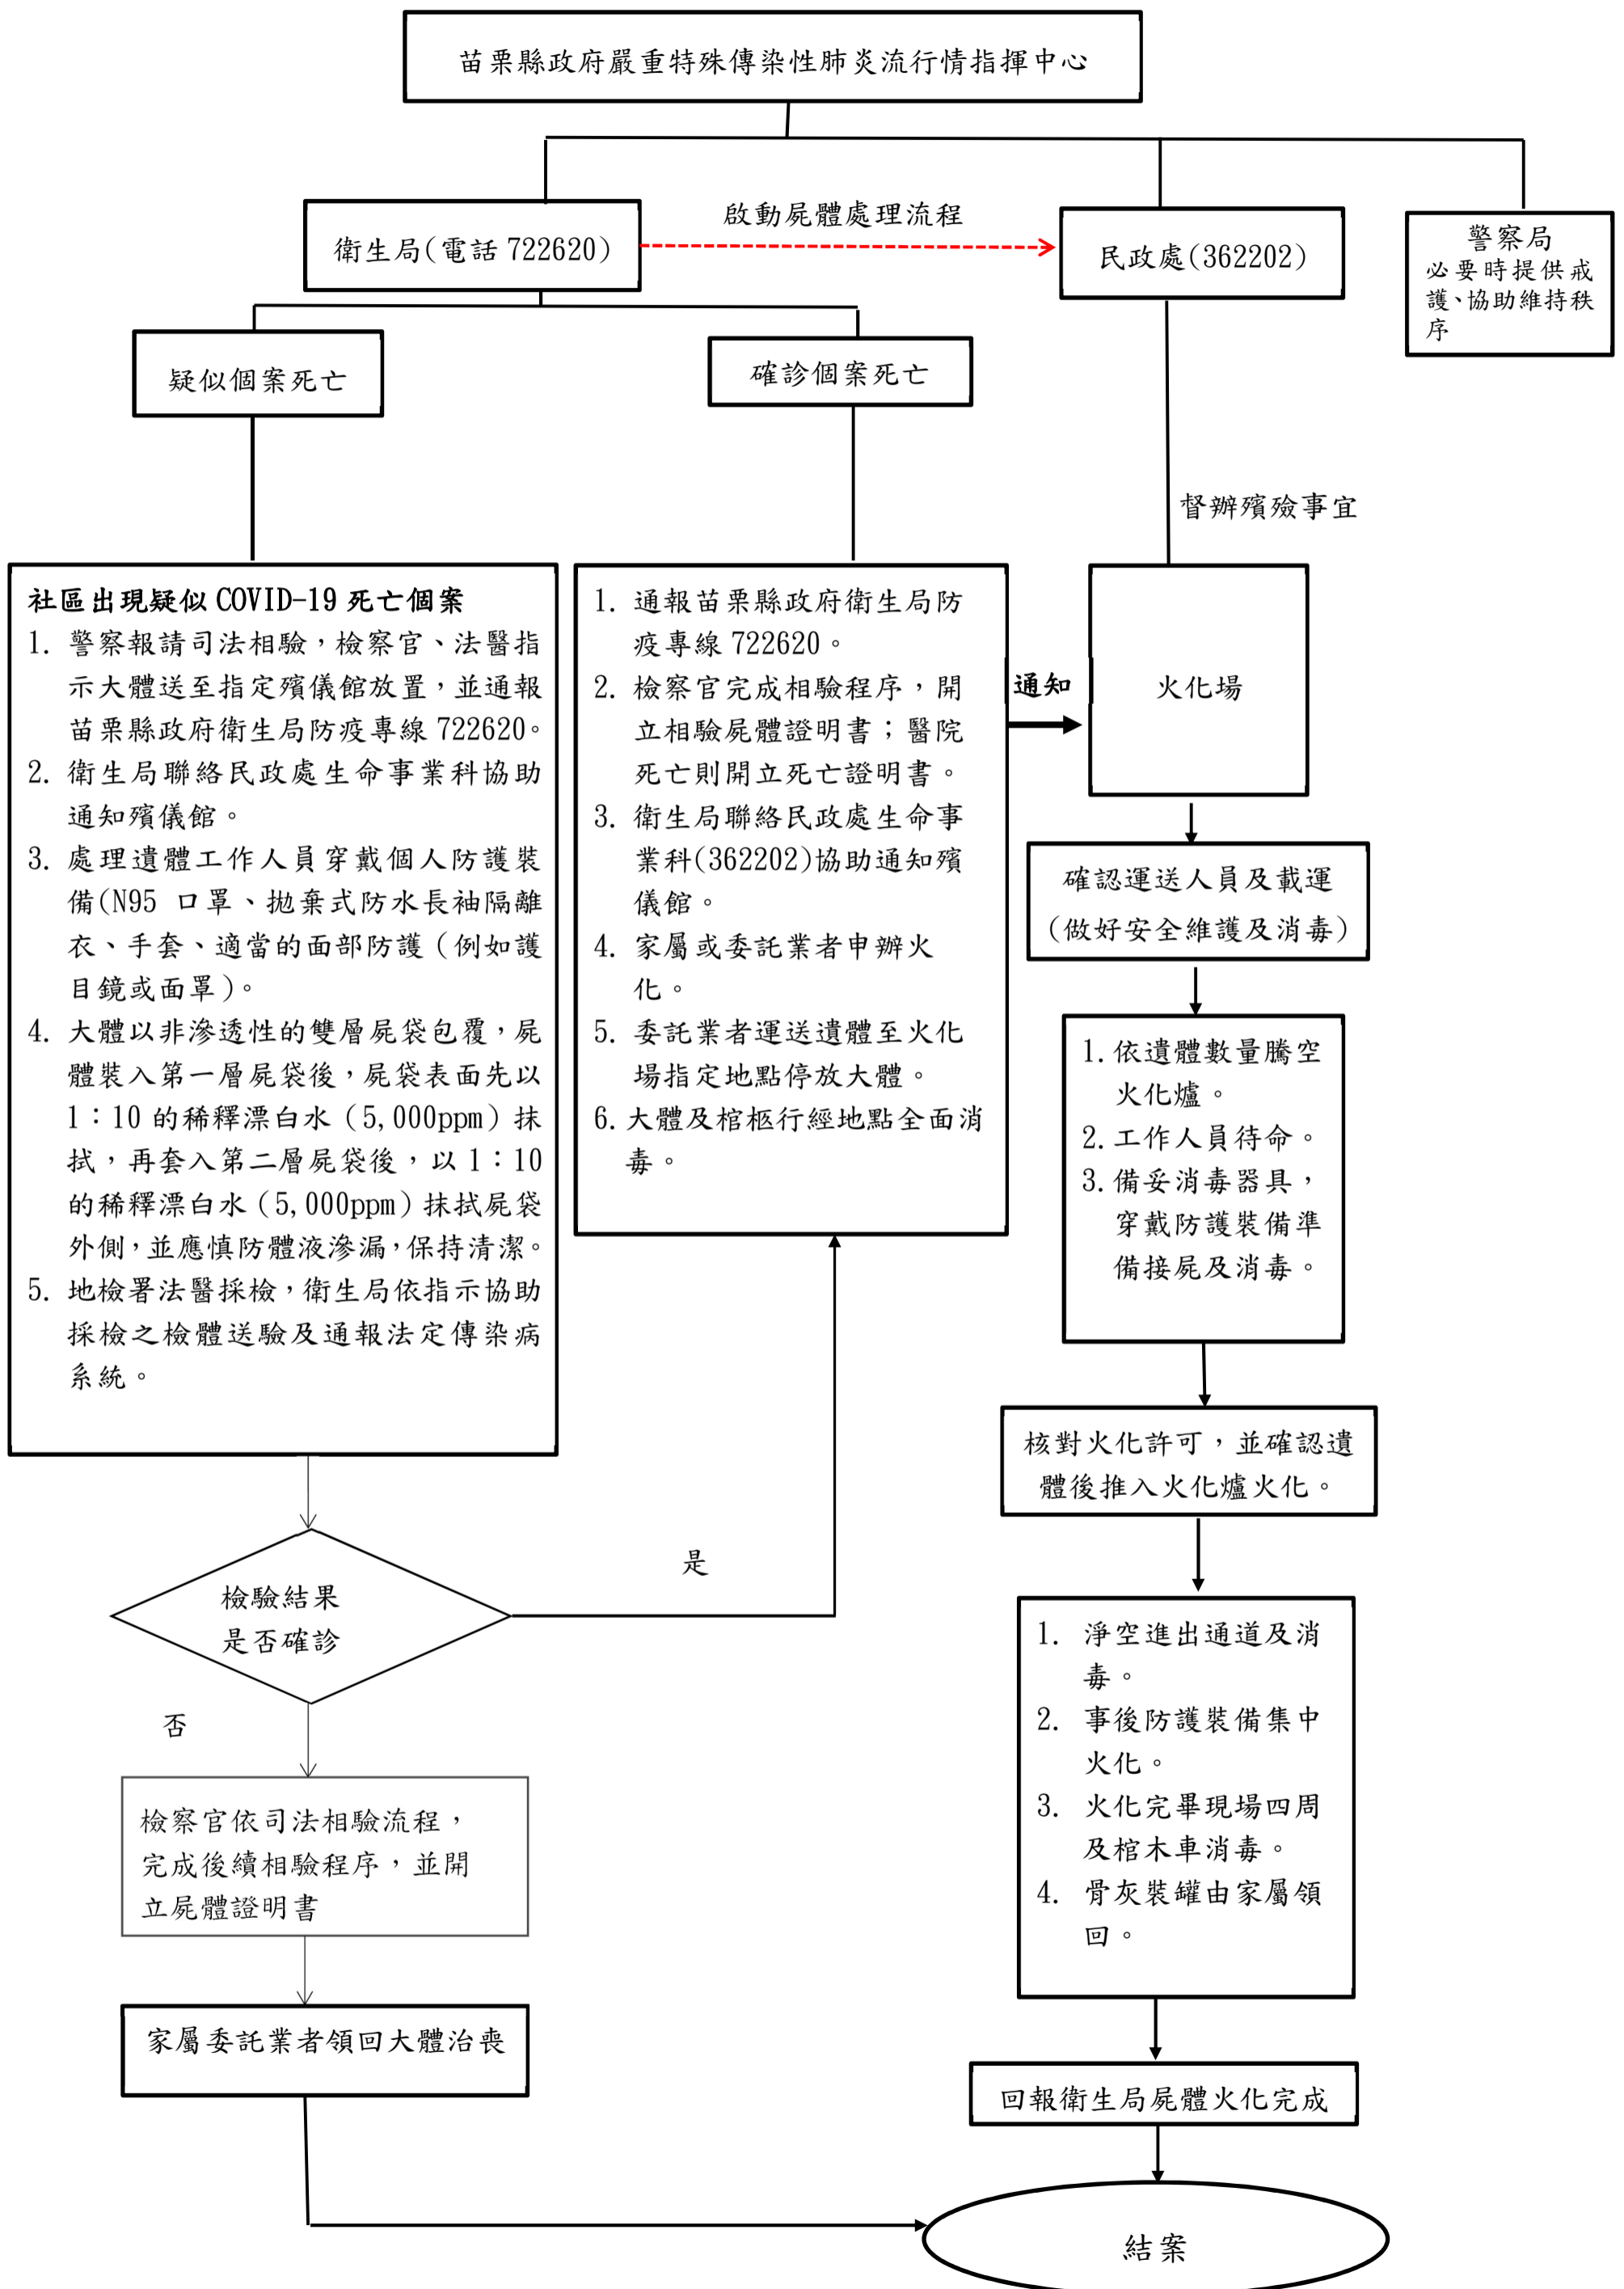 苗栗縣政府嚴重特殊傳染性肺炎流行情指揮中心
啟動屍體處理流程
衛生局(電話 722620)
民政處(362202)
警察局
必要時提供戒
護、協助維持秩
序
疑似個案死亡
確診個案死亡
督辦殯殮事宜
社區出現疑似 COVID-19 死亡個案
1. 警察報請司法相驗，檢察官、法醫指
示大體送至指定殯儀館放置，並通報
苗栗縣政府衛生局防疫專線 722620。
2. 衛生局聯絡民政處生命事業科協助
通知殯儀館。
3. 處理遺體工作人員穿戴個人防護裝
備(N95 口罩、拋棄式防水長袖隔離
衣、手套、適當的面部防護（例如護
目鏡或面罩)。
4. 大體以非滲透性的雙層屍袋包覆，屍
體裝入第一層屍袋後，屍袋表面先以
1：10 的稀釋漂白水（5,000ppm）抹
拭，再套入第二層屍袋後，以 1：10
的稀釋漂白水（5,000ppm）抹拭屍袋
外側，並應慎防體液滲漏，保持清潔。
5. 地檢署法醫採檢，衛生局依指示協助
採檢之檢體送驗及通報法定傳染病
系統。
1. 通報苗栗縣政府衛生局防
疫專線 722620。
2. 檢察官完成相驗程序，開
立相驗屍體證明書；醫院
死亡則開立死亡證明書。
3. 衛生局聯絡民政處生命事
業科(362202)協助通知殯
儀館。
4. 家屬或委託業者申辦火
化。
5. 委託業者運送遺體至火化
場指定地點停放大體。
6. 大體及棺柩行經地點全面消
毒。
通知
火化場
確認運送人員及載運
(做好安全維護及消毒)
1. 依遺體數量騰空
火化爐。
2. 工作人員待命。
3. 備妥消毒器具，
穿戴防護裝備準
備接屍及消毒。
核對火化許可，並確認遺
體後推入火化爐火化。
檢驗結果
是否確診
是
否
1. 淨空進出通道及消
毒。
2. 事後防護裝備集中
火化。
3. 火化完畢現場四周
及棺木車消毒。
4. 骨灰裝罐由家屬領
回。
檢察官依司法相驗流程，
完成後續相驗程序，並開
立屍體證明書
家屬委託業者領回大體治喪
回報衛生局屍體火化完成
結案